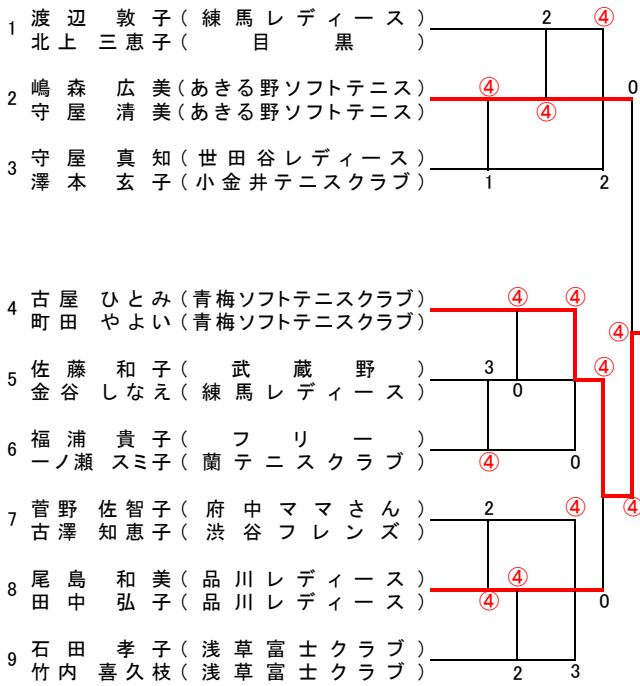 2 ④
1 渡辺 敦子(練馬レディース)
北上 三恵子(目黒)
④ 0
2 嶋森 広美(あきる野ソフトテニス)
守屋 清美(あきる野ソフトテニス)
④
3 守屋 真知(世田谷レディース)
澤本 玄子(小金井テニスクラブ)
1 2
④ ④
4 古屋 ひとみ(青梅ソフトテニスクラブ)
町田 やよい(青梅ソフトテニスクラブ)
④
3 ④
5 佐藤 和子(武蔵野)
金谷 しなえ(練馬レディース)
0
6 福浦 貴子(フリー)
一ノ瀬 スミ子(蘭テニスクラブ)
④ 0
2 ④ ④
7 菅野 佐智子(府中ママさん)
古澤 知恵子(渋谷フレンズ)
④
8 尾島 和美(品川レディース)
田中 弘子(品川レディース)
④ 0
9 石田 孝子(浅草富士クラブ)
竹内 喜久枝(浅草富士クラブ)
2 3